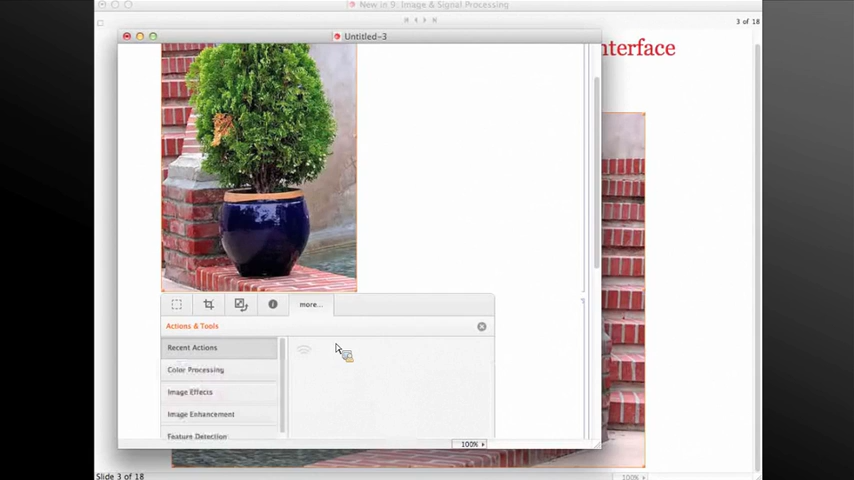 New in 9: Image & Signal Processing
3 of 18
Untitled-3
nterface
more...
Actions & Tools
Recent Actions
Color Processing
Image Effects
Image Enhancement
Feature Detection
100%
Slide 3 of 18
100%